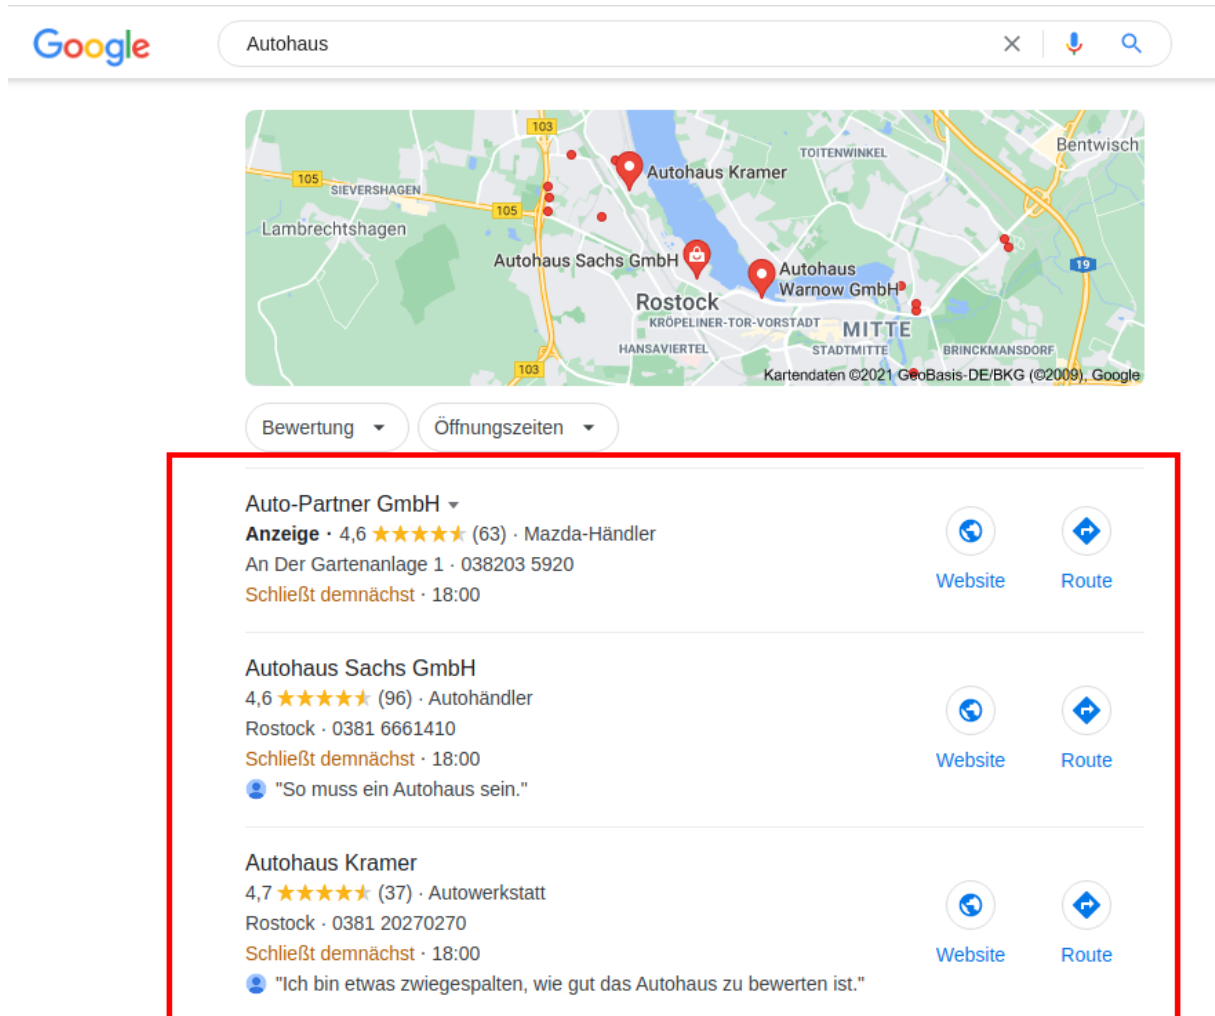 Google
Autohaus
103
Bentwisch
TOITENWINKEL
Autohaus Kramer
105
SIEVERSHAGEN
105
Lambrechtshagen
Autohaus Sachs GmbH
Autohaus
Warnow GmbH
19
Rostock
KRÖPELINER-TOR-VORSTADT
MITTE
HANSAVIERTEL
STADTMITTE
BRINCKMANSDORF
103
Kartendaten ©2021 GeoBasis-DE/BKG (©2009), Google
Bewertung
Öffnungszeiten
Auto-Partner GmbH
Anzeige · 4,6 ★★★★★ (63) · Mazda-Händler
An Der Gartenanlage 1 · 038203 5920
Schließt demnächst · 18:00
Website
Route
Autohaus Sachs GmbH
4,6 ★★★★★ (96) · Autohändler
Rostock · 0381 6661410
Schließt demnächst · 18:00
"So muss ein Autohaus sein."
Website
Route
Autohaus Kramer
4,7 ★★★★★ (37) · Autowerkstatt
Rostock · 0381 20270270
Schließt demnächst · 18:00
"Ich bin etwas zwiegespalten, wie gut das Autohaus zu bewerten ist."
Website
Route